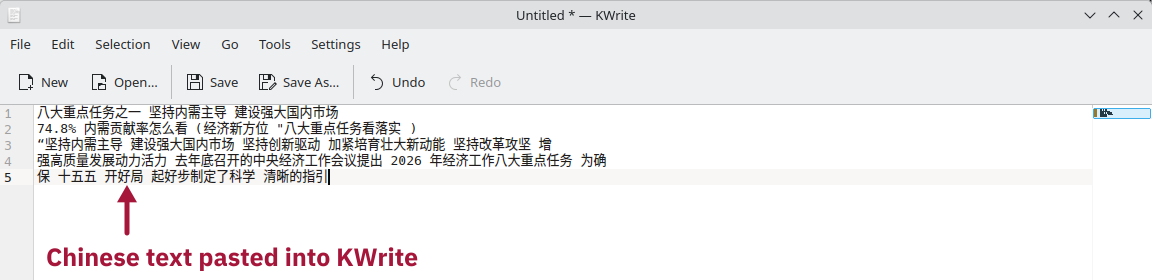 Untitled * — KWrite
File Edit Selection View Go Tools Settings Help
New Open... Save Save As... Undo Redo
1 八大重点任务之一 坚持内需主导 建设强大国内市场
2 74.8% 内需贡献率怎么看 (经济新方位 "八大重点任务看落实 )
3 “坚持内需主导 建设强大国内市场 坚持创新驱动 加紧培育壮大新动能 坚持改革攻坚 增
4 强高质量发展动力活力 去年底召开的中央经济工作会议提出 2026 年经济工作八大重点任务 为确
5 保 十五五 开好局 起好步制定了科学 清晰的指引
Chinese text pasted into KWrite